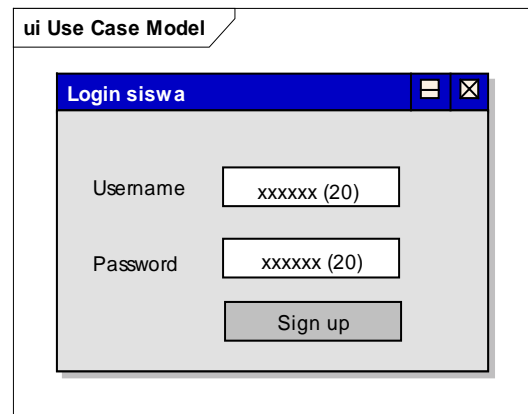 ui Use Case Model
Login siswa
Username
xxxxxx (20)
Password
xxxxxx (20)
Sign up